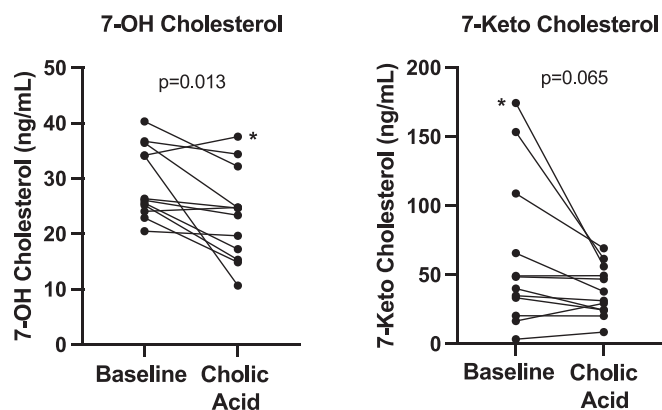 7-OH Cholesterol
p=0.013
7-OH Cholesterol (ng/mL)
50
40
30
20
10
0
*
Baseline
Cholic
Acid
7-Keto Cholesterol
p=0.065
7-Keto Cholesterol (ng/mL)
200
150
100
50
0
*
Baseline
Cholic
Acid